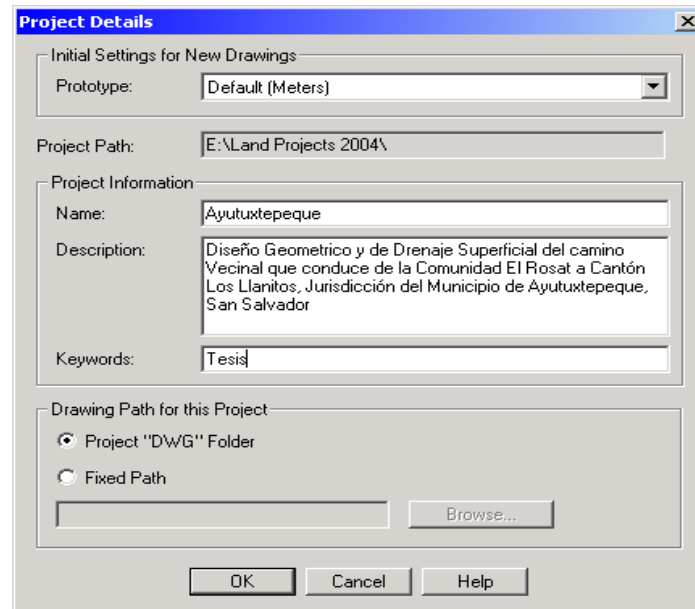 Project Details
Initial Settings for New Drawings
Prototype: Default (Meters)
Project Path: E:\Land Projects 2004\
Project Information
Name: Ayutuxtepeque
Description: Diseño Geometrico y de Drenaje Superficial del camino
Vecinal que conduce de la Comunidad El Rosat a Cantón
Los Llanitos, Jurisdicción del Municipio de Ayutuxtepeque,
San Salvador
Keywords: Tesis
Drawing Path for this Project
Project "DWG" Folder
Fixed Path
Browse...
OK Cancel Help